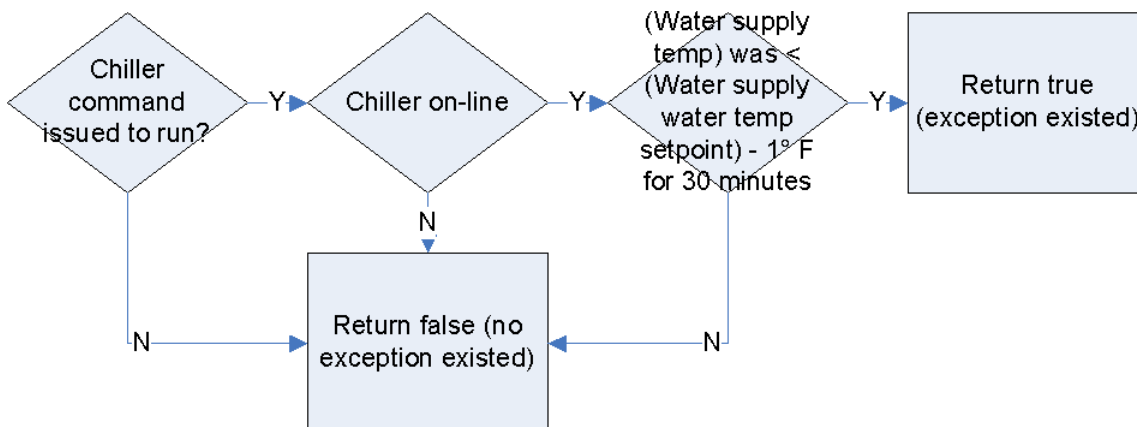 Chiller
command
issued to run?
Y
Chiller on-line
Y
(Water supply
temp) was <
(Water supply
water temp
setpoint) - 1° F
for 30 minutes
Y
Return true
(exception existed)
N
N
Return false (no
exception existed)
N